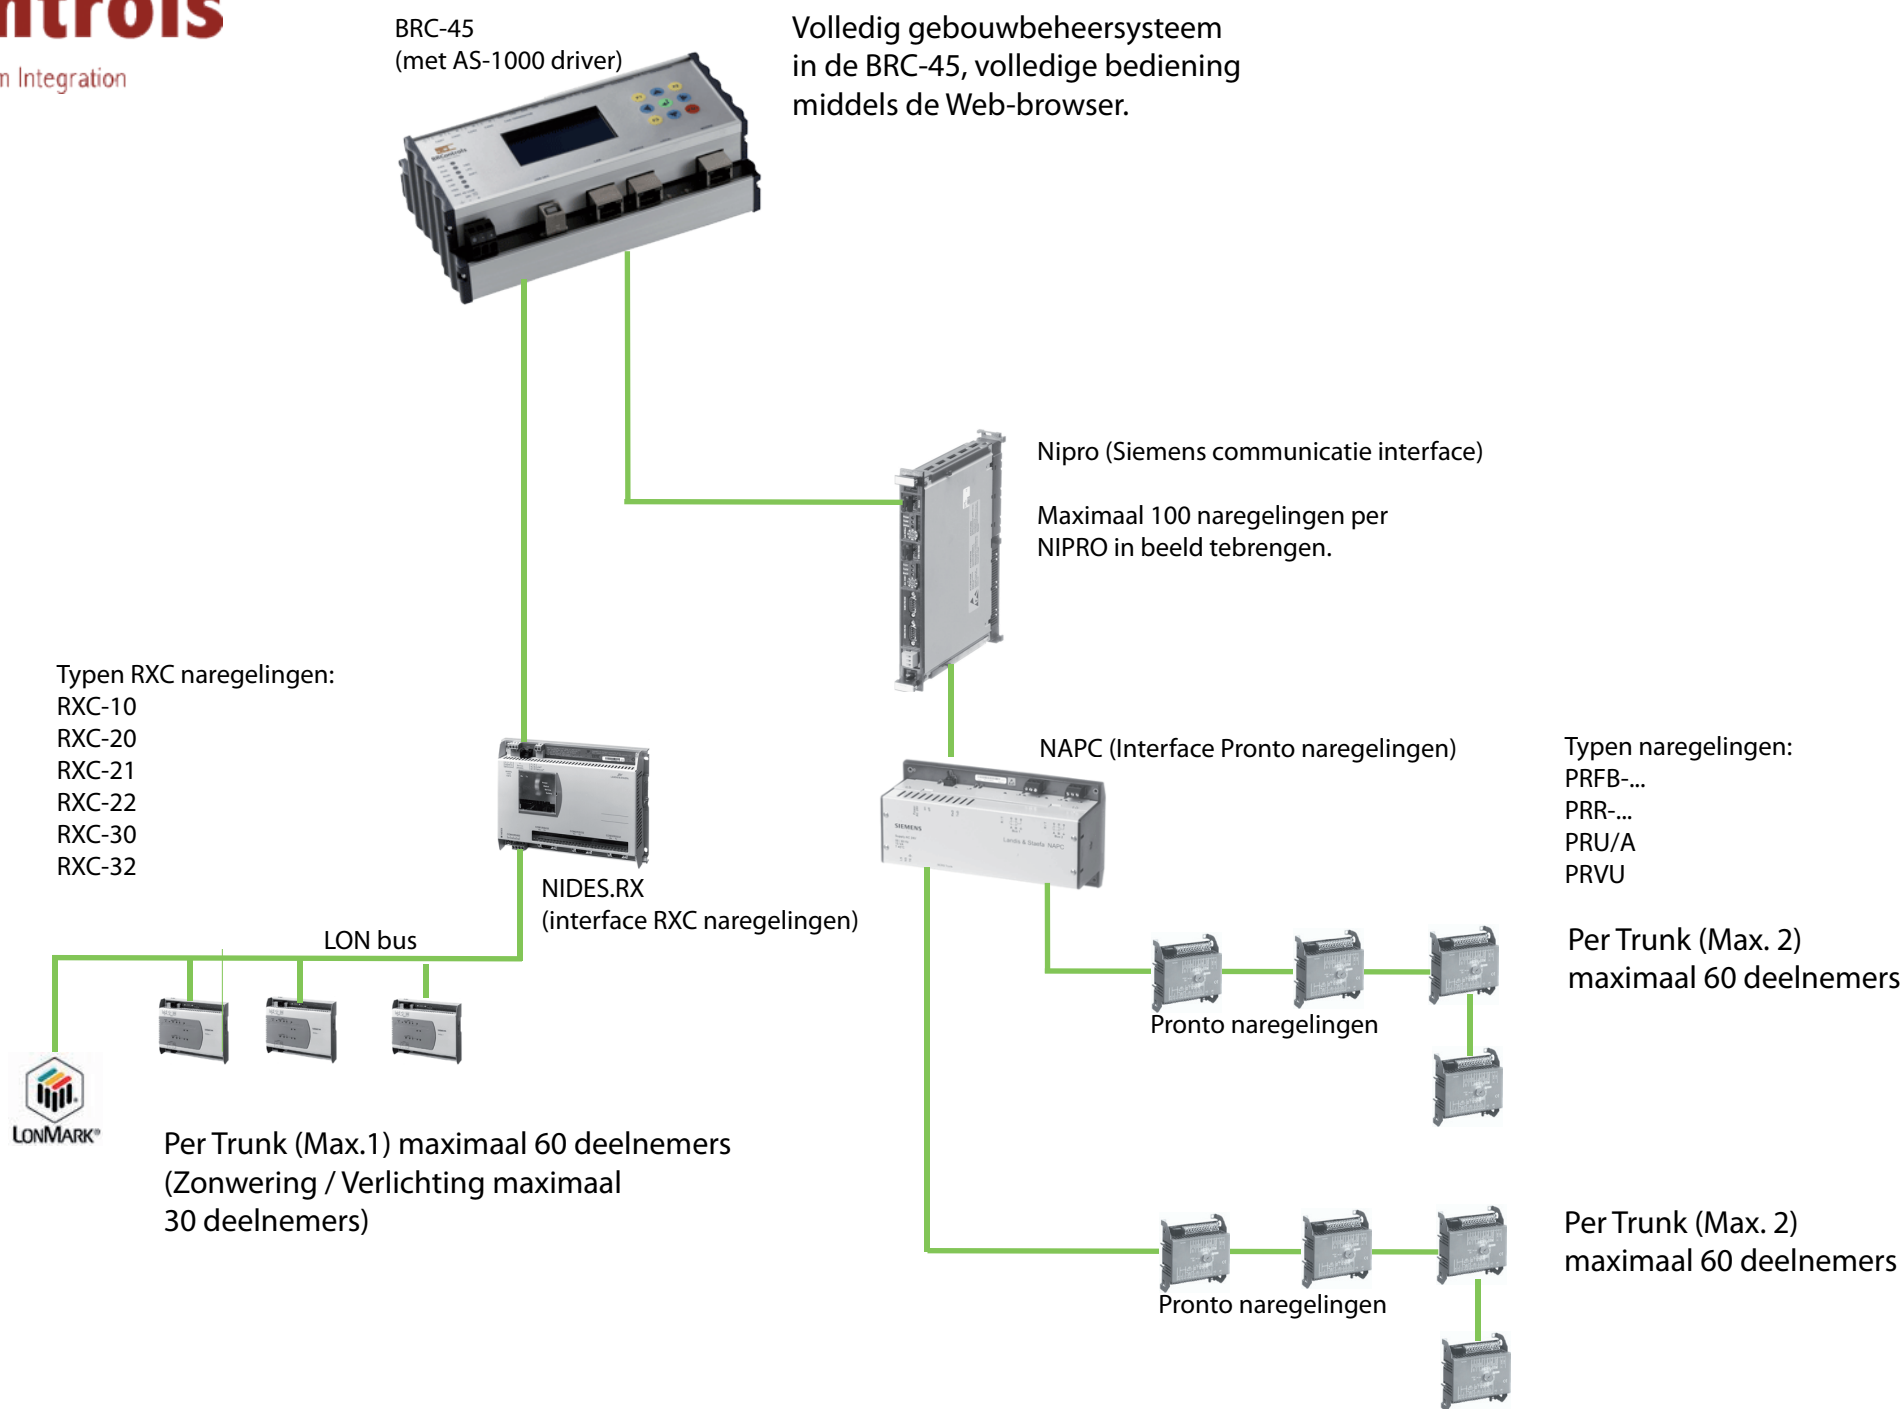 ntrols
m Integration
BRC-45
(met AS-1000 driver)
Volledig gebouwbeheersysteem
in de BRC-45, volledige bediening
middels de Web-browser.
BRControls
Nipro (Siemens communicatie interface)
Maximaal 100 naregelingen per
NIPRO in beeld tebrengen.
Typen RXC naregelingen:
RXC-10
RXC-20
RXC-21
RXC-22
RXC-30
RXC-32
NAPC (Interface Pronto naregelingen)
SIEMENS
Landis & Staefa NAPC
Typen naregelingen:
PRFB-...
PRR-...
PRU/A
PRVU
NIDES.RX
(interface RXC naregelingen)
LON bus
Per Trunk (Max. 2)
maximaal 60 deelnemers
Pronto naregelingen
LONMARK®
Per Trunk (Max.1) maximaal 60 deelnemers
(Zonwering / Verlichting maximaal
30 deelnemers)
Per Trunk (Max. 2)
maximaal 60 deelnemers
Pronto naregelingen